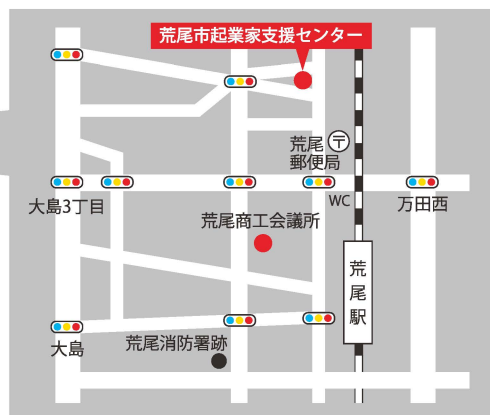 荒尾市起業家支援センター
荒尾
郵便局
〒
WC
大島3丁目
万田西
荒尾商工会議所
荒尾駅
大島
荒尾消防署跡